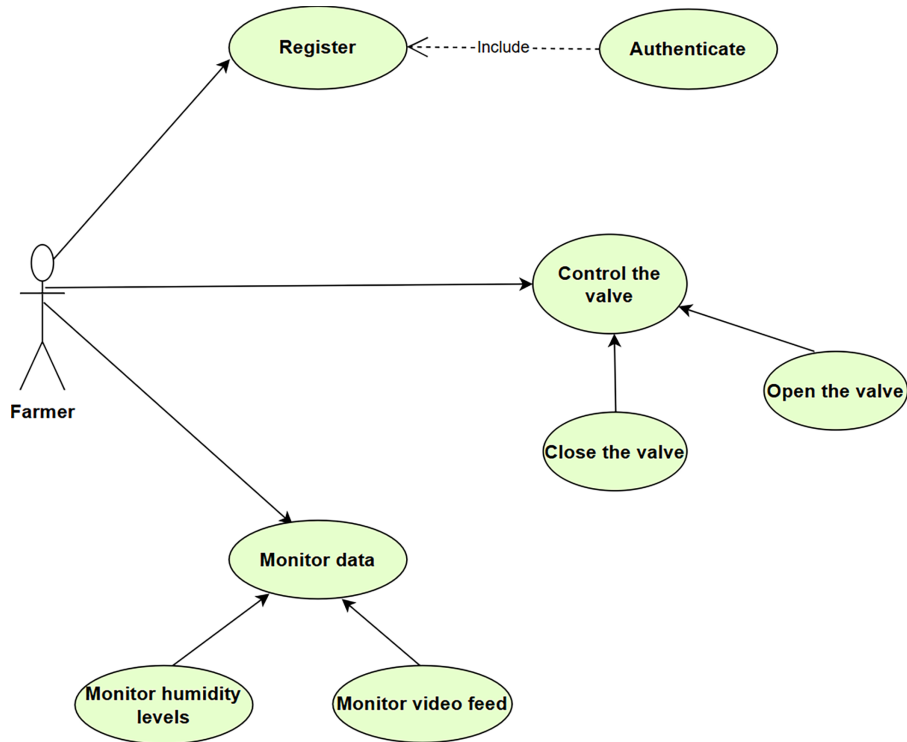 Register
Include
Authenticate
Control the
valve
Open the valve
Farmer
Close the valve
Monitor data
Monitor humidity
levels
Monitor video feed